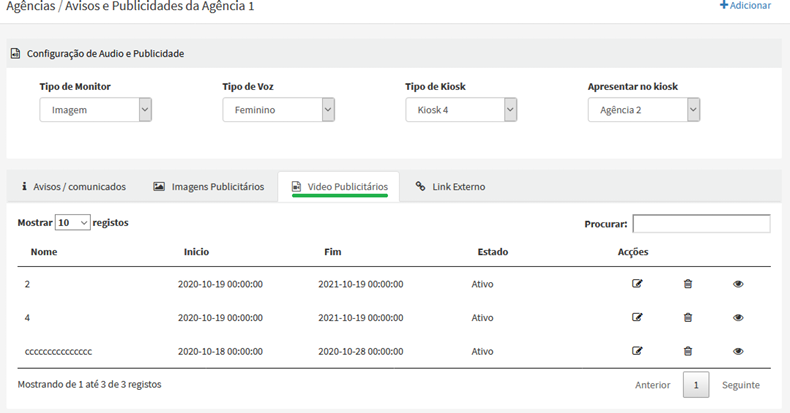 Agências / Avisos e Publicidades da Agência 1
Adicionar
Configuração de Audio e Publicidade
Tipo de Monitor
Tipo de Voz
Tipo de Kiosk
Apresentar no kiosk
Imagem
Feminino
Kiosk 4
Agência 2
Avisos / comunicados
Imagens Publicitários
Video Publicitários
Link Externo
Mostrar 10 registos
Procurar:
Nome Inicio Fim Estado Acções
2 2020-10-19 00:00:00 2021-10-19 00:00:00 Ativo
4 2020-10-19 00:00:00 2021-10-19 00:00:00 Ativo
ccccccccccccccc 2020-10-18 00:00:00 2020-10-28 00:00:00 Ativo
Mostrando de 1 até 3 de 3 registos
Anterior 1 Seguinte